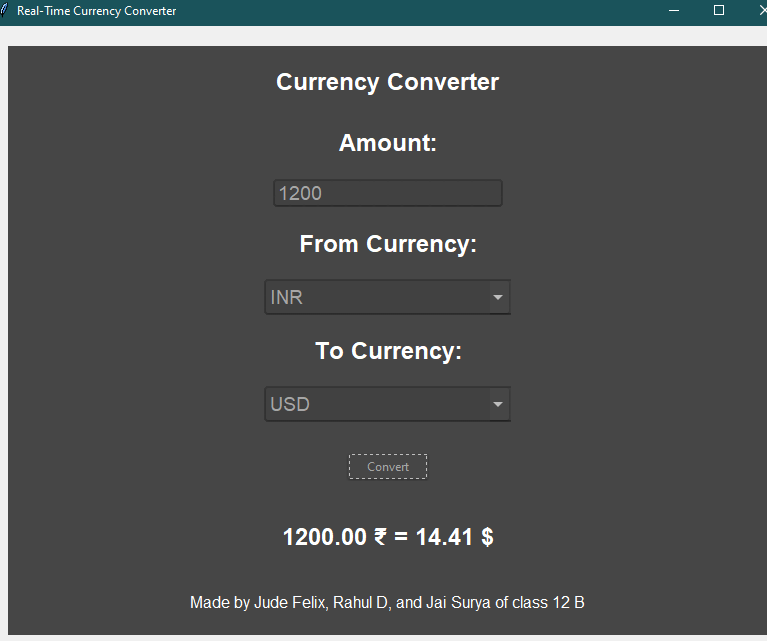 Real-Time Currency Converter
Currency Converter
Amount:
1200
From Currency:
INR
To Currency:
USD
Convert
1200.00 ₹ = 14.41 $
Made by Jude Felix, Rahul D, and Jai Surya of class 12 B